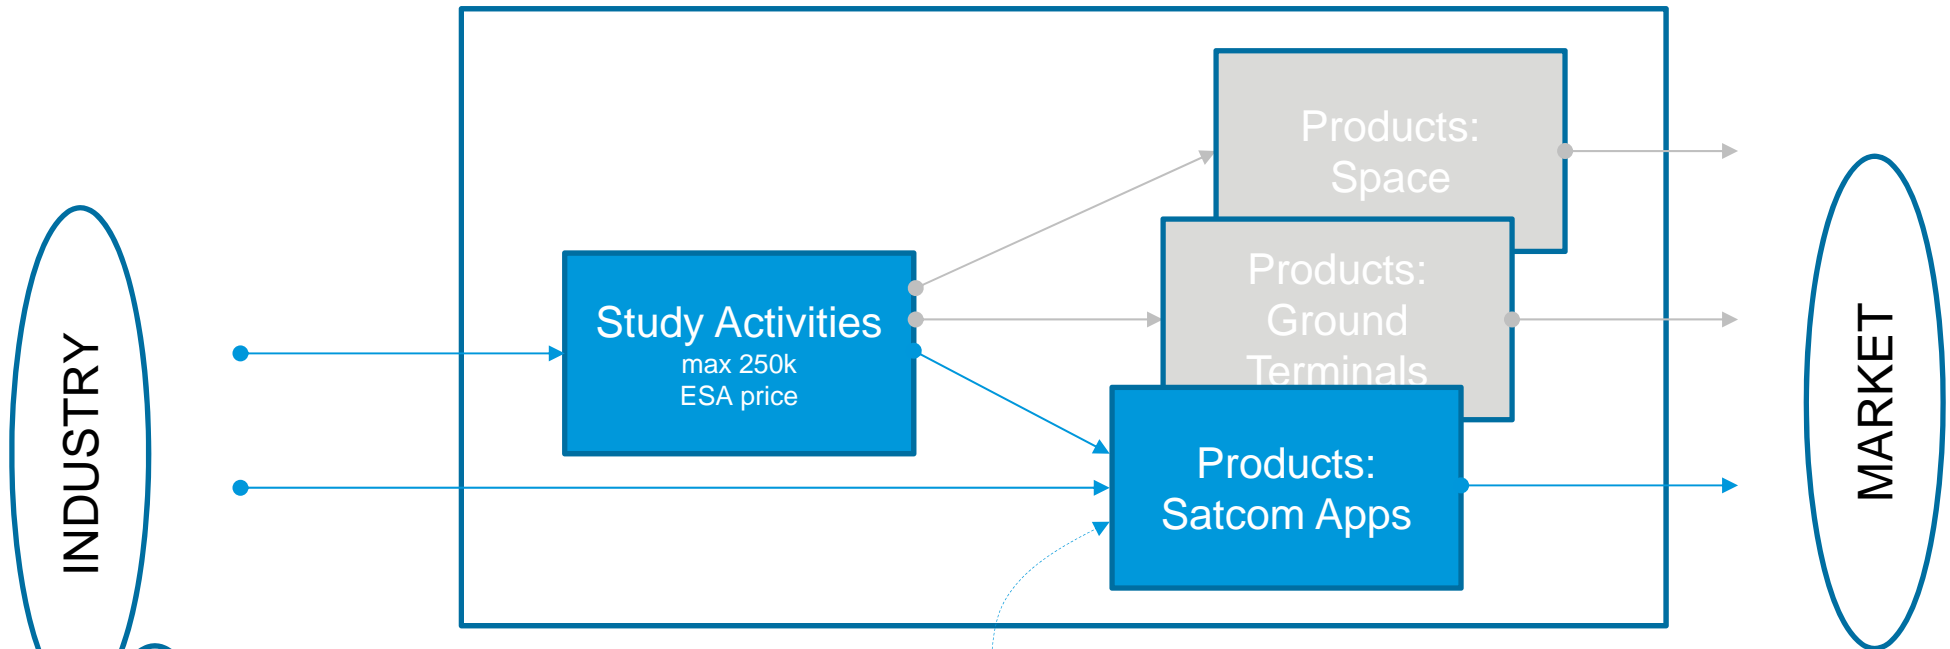 INDUSTRY
Study Activities
max 250k
ESA price
Products:
Space
Products:
Ground
Terminals
Products:
Satcom Apps
MARKET